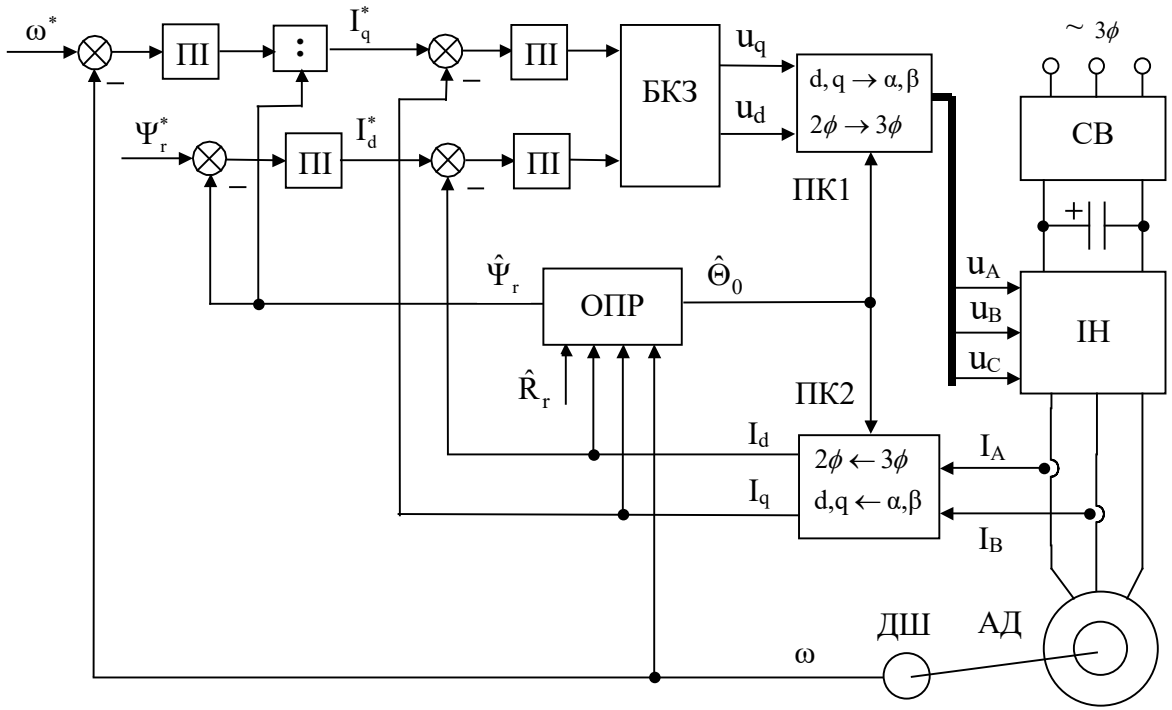 ω*
ПІ
:
I*q
ПІ
БКЗ
uq
ud
d, q → α, β
2ϕ → 3ϕ
~ 3ϕ
СВ
Ψ*r
ПІ
I*d
ПІ
ПК1
+
Ψ̂r
ОПР
Θ̂0
uA
uB
uC
ІН
R̂r
ПК2
Id
Iq
2ϕ ← 3ϕ
d,q ← α,β
IA
IB
ДШ
АД
ω
−
−
−
−